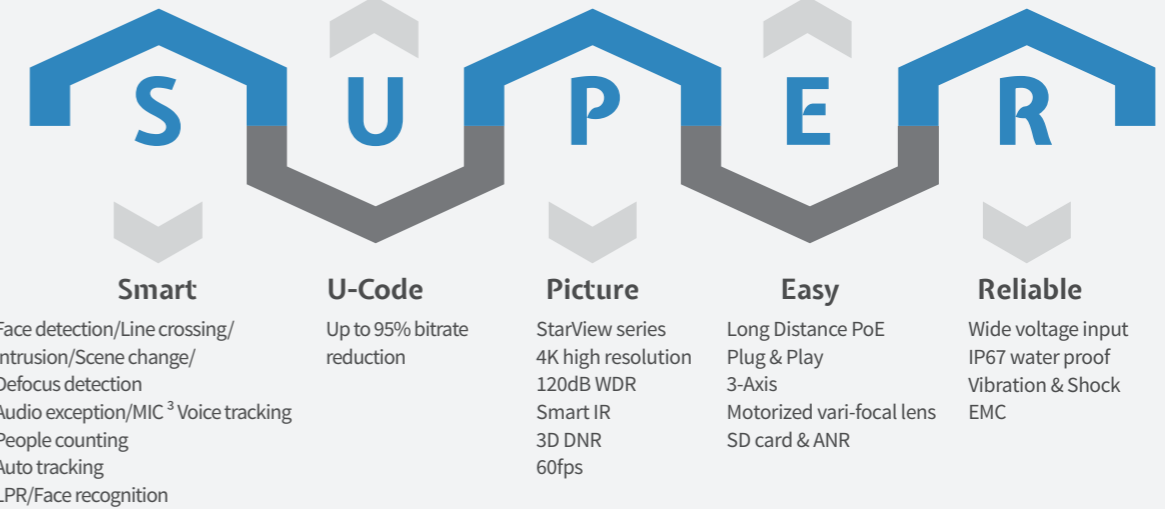 S U P E R
Smart
Face detection/Line crossing/
Intrusion/Scene change/
Defocus detection
Audio exception/MIC ³ Voice tracking
People counting
Auto tracking
LPR/Face recognition
U-Code
Up to 95% bitrate
reduction
Picture
StarView series
4K high resolution
120dB WDR
Smart IR
3D DNR
60fps
Easy
Long Distance PoE
Plug & Play
3-Axis
Motorized vari-focal lens
SD card & ANR
Reliable
Wide voltage input
IP67 water proof
Vibration & Shock
EMC